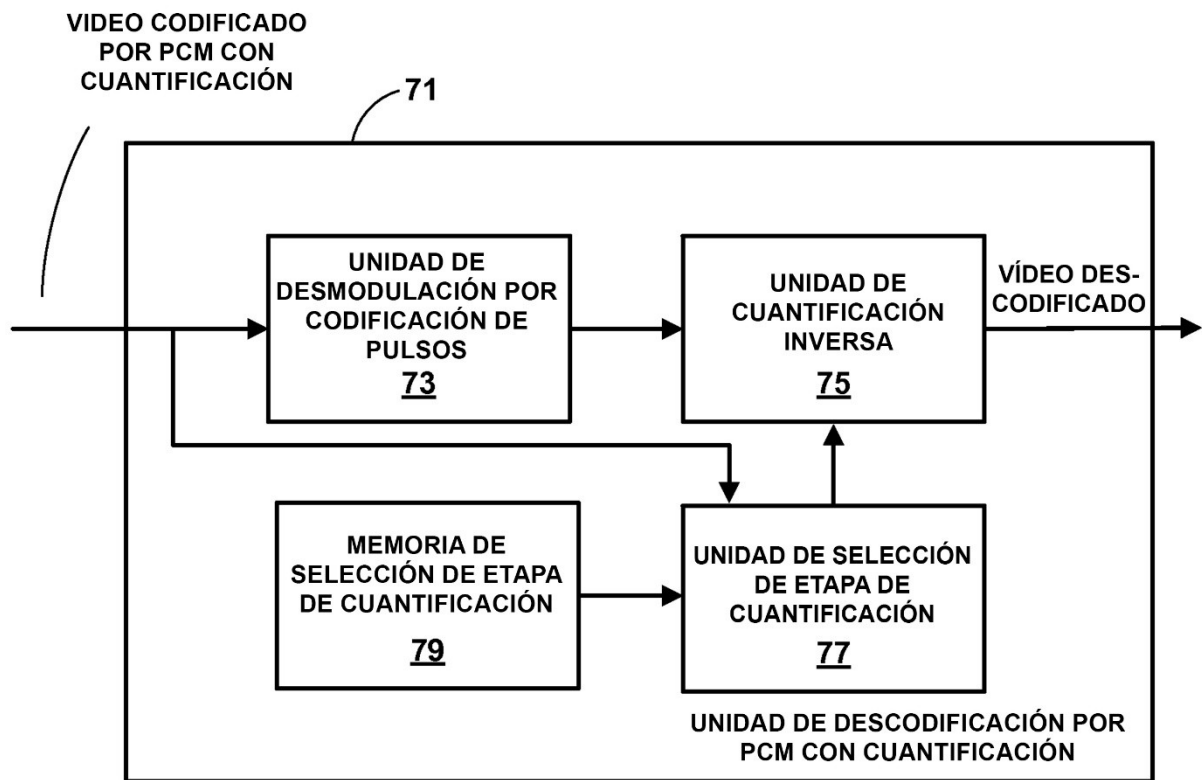 VIDEO CODIFICADO
POR PCM CON
CUANTIFICACIÓN
71
UNIDAD DE
DESMODULACIÓN POR
CODIFICACIÓN DE
PULSOS
73
UNIDAD DE
CUANTIFICACIÓN
INVERSA
75
VÍDEO DES-
CODIFICADO
MEMORIA DE
SELECCIÓN DE ETAPA
DE CUANTIFICACIÓN
79
UNIDAD DE SELECCIÓN
DE ETAPA DE
CUANTIFICACIÓN
77
UNIDAD DE DESCODIFICACIÓN POR
PCM CON CUANTIFICACIÓN